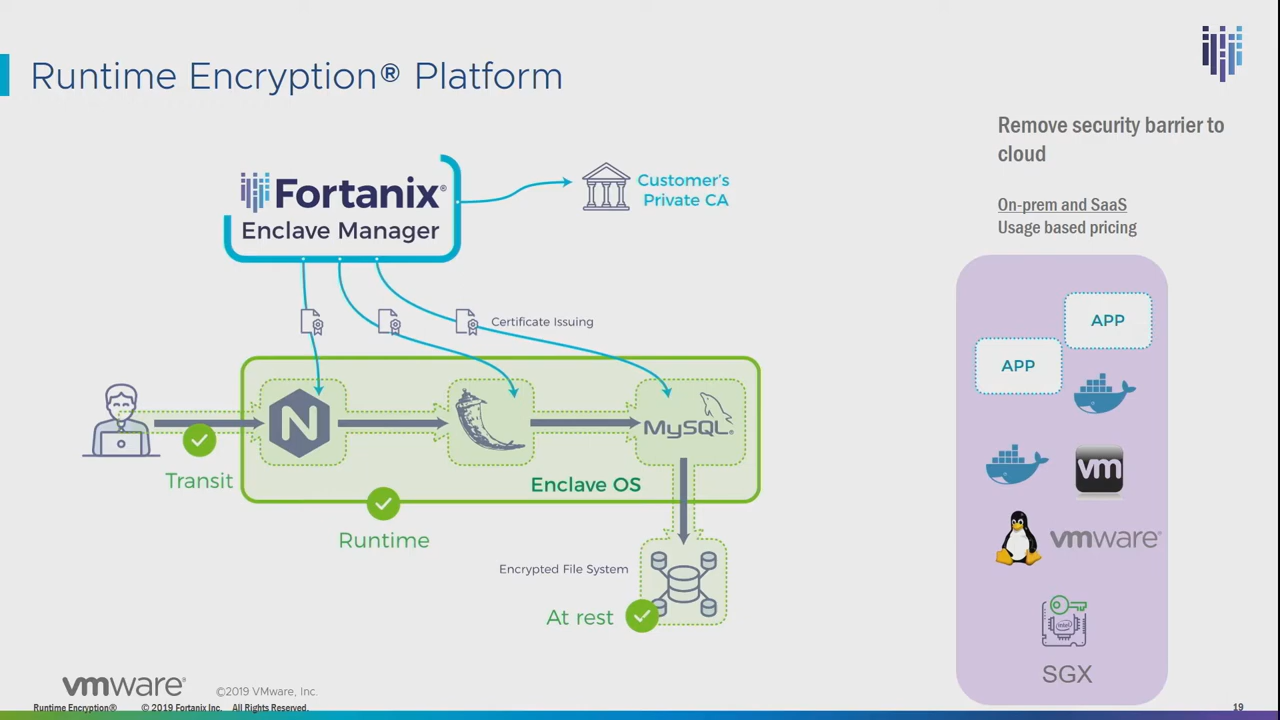 Runtime Encryption® Platform
Remove security barrier to
cloud
On-prem and SaaS
Usage based pricing
Fortanix®
Enclave Manager
Customer's
Private CA
Certificate Issuing
N
MySQL®
Transit
Enclave OS
Runtime
Encrypted File System
At rest
APP
APP
vm
vmware®
intel
SGX
vmware® ©2019 VMware, Inc.
Runtime Encryption® © 2019 Fortanix Inc. All Rights Reserved.
19